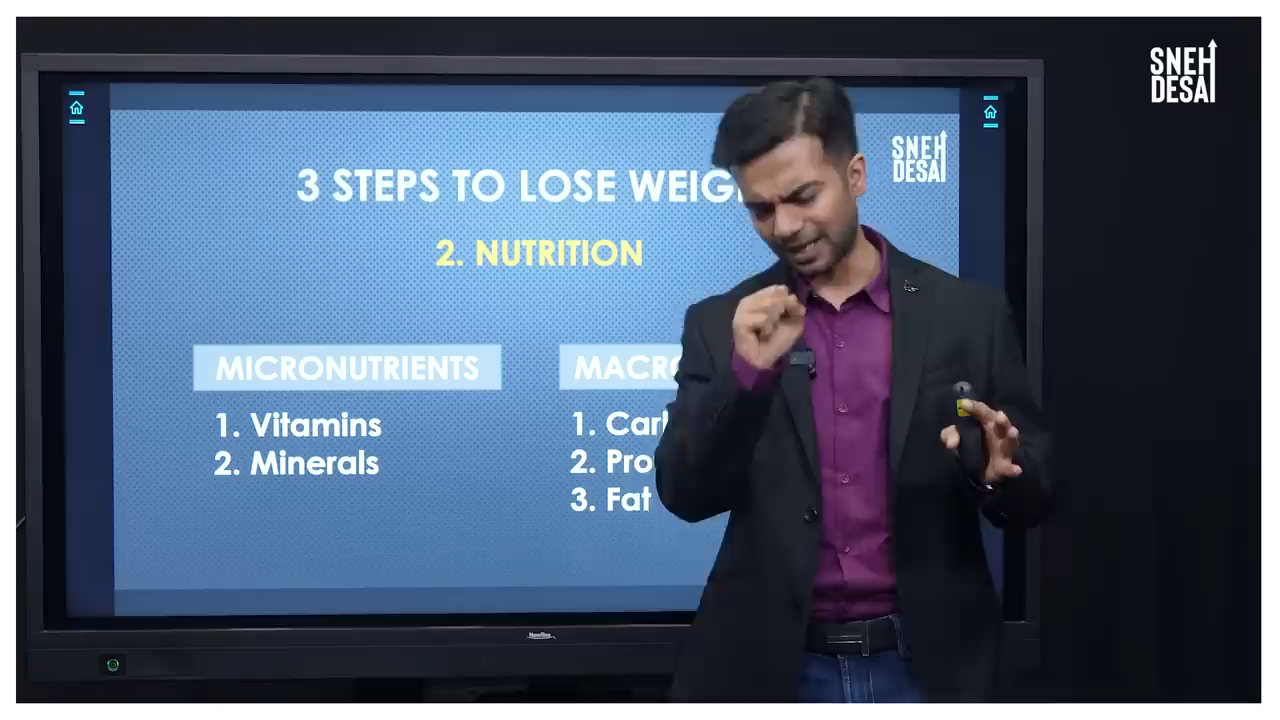 SNEH
DESAI
SNEH
DESAI
3 STEPS TO LOSE WEIG
2. NUTRITION
MICRONUTRIENTS
MACRO
1. Vitamins
1. Car
2. Minerals
2. Pro
3. Fat
Newline